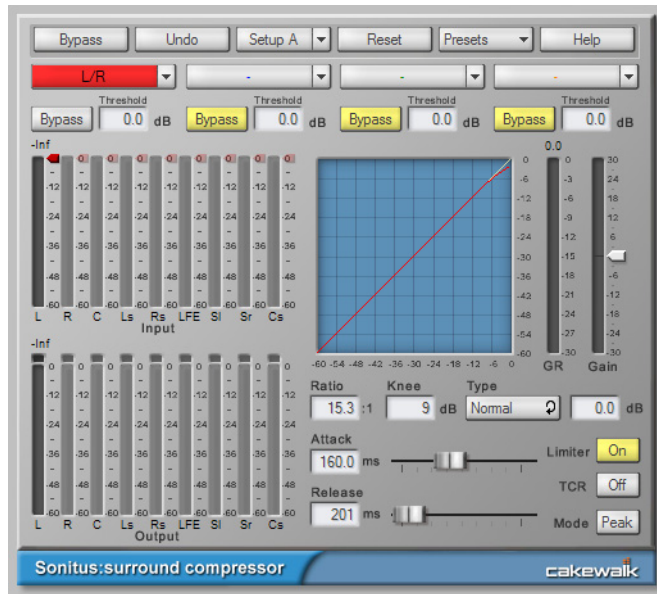 Bypass Undo Setup A Reset Presets Help
L/R - - -
Threshold Threshold Threshold Threshold
Bypass 0.0 dB Bypass 0.0 dB Bypass 0.0 dB Bypass 0.0 dB
-Inf
0 0 0 0 0 0 0 0
-12 -12 -12 -12 -12 -12 -12 -12
-24 -24 -24 -24 -24 -24 -24 -24
-36 -36 -36 -36 -36 -36 -36 -36
-48 -48 -48 -48 -48 -48 -48 -48
-60 -60 -60 -60 -60 -60 -60 -60
L R C Ls Rs LFE Sl Sr Cs
Input
0.0
0 0 30
-6 -3 24
-12 -6 18
-18 -9 12
-24 -12 6
-30 -15
-36 -18 -6
-42 -21 -12
-48 -24 -18
-54 -27 -24
-60 -30 -30
-60 -54 -48 -42 -36 -30 -24 -18 -12 -6 0
GR Gain
-Inf
0 0 0 0 0 0 0 0
-12 -12 -12 -12 -12 -12 -12 -12
-24 -24 -24 -24 -24 -24 -24 -24
-36 -36 -36 -36 -36 -36 -36 -36
-48 -48 -48 -48 -48 -48 -48 -48
-60 -60 -60 -60 -60 -60 -60 -60
L R C Ls Rs LFE Sl Sr Cs
Output
Ratio Knee Type
15.3 :1 9 dB Normal 0.0 dB
Attack
160.0 ms Limiter On
TCR Off
Release
201 ms Mode Peak
Sonitus:surround compressor cakewalk